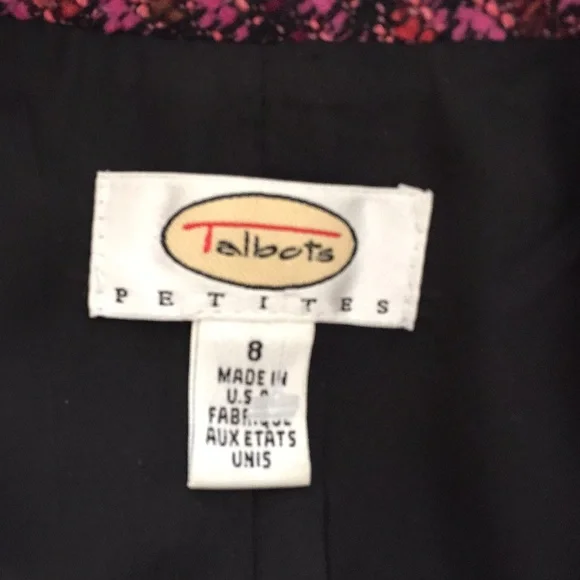 Talbots
PETITES
8
MADE IN
U.S.A.
FABRIQUE
AUX ETATS
UNIS